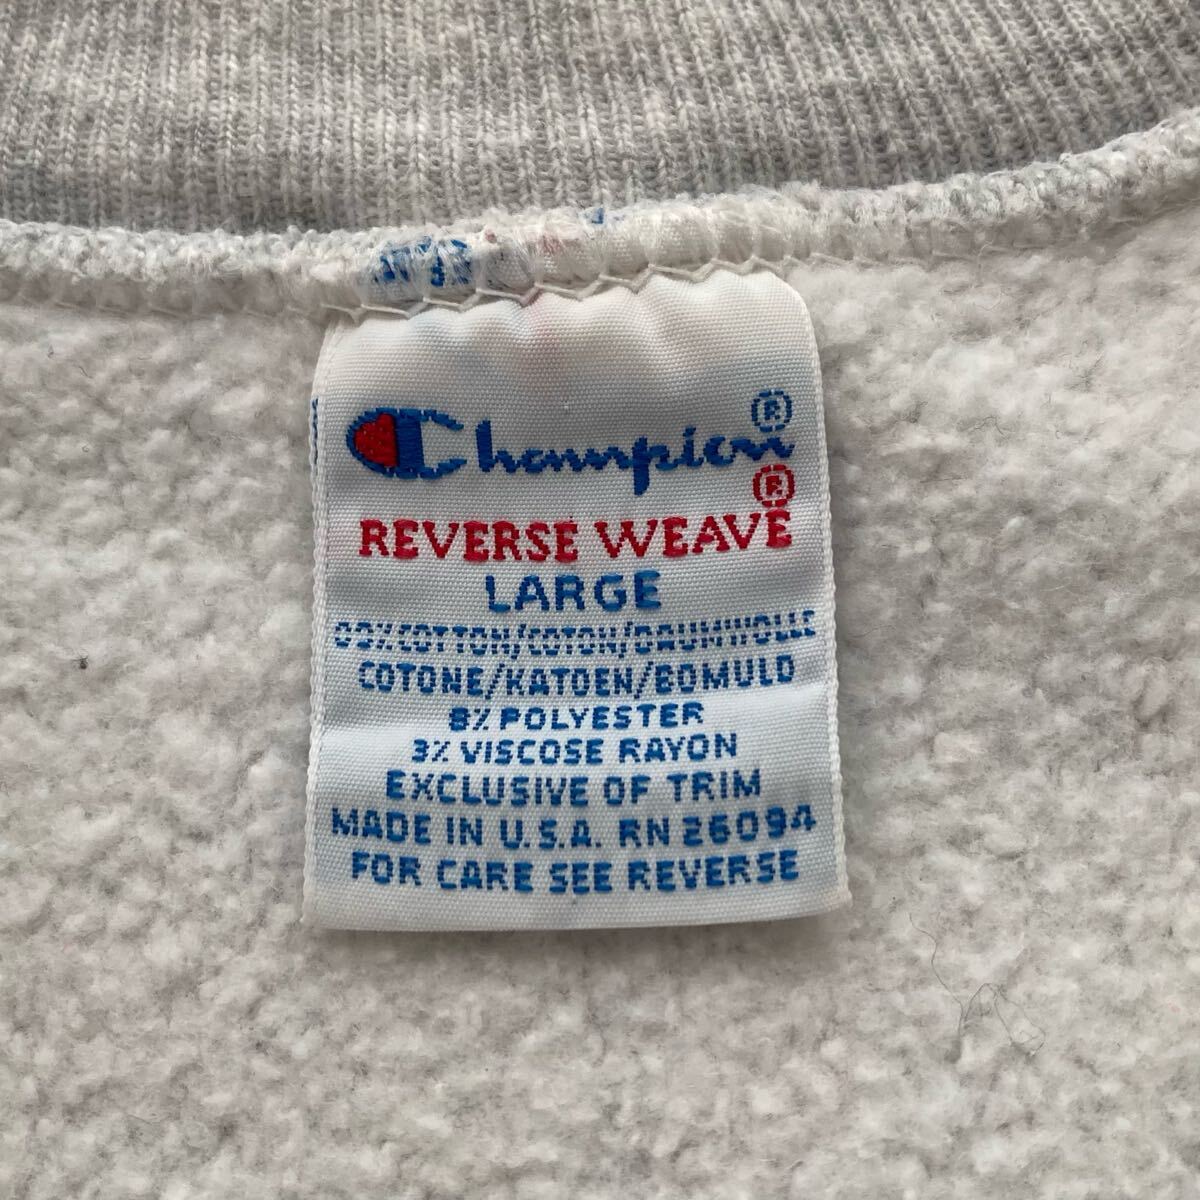 Champion®
REVERSE WEAVE®
LARGE
89% COTTON/COTON/BAUMWOLLE
COTONE/KATOEN/BOMULD
8% POLYESTER
3% VISCOSE RAYON
EXCLUSIVE OF TRIM
MADE IN U.S.A. RN 26094
FOR CARE SEE REVERSE